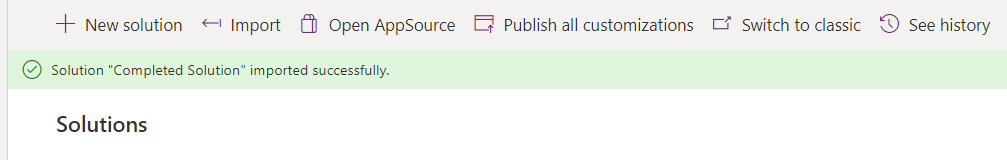 New solution Import Open AppSource Publish all customizations Switch to classic See history
Solution "Completed Solution" imported successfully.
Solutions